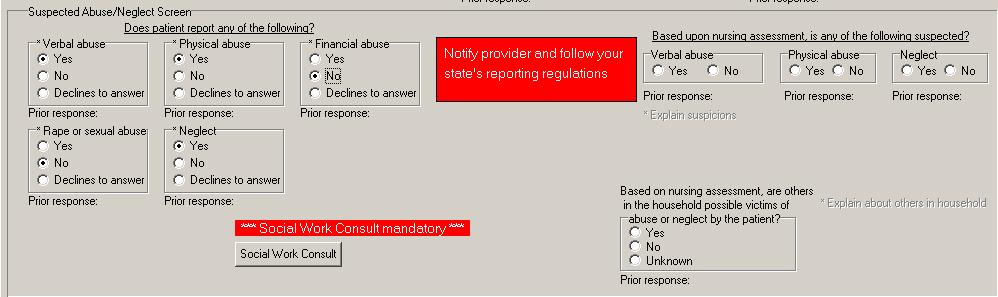 Prior response:
Prior response:
Suspected Abuse/Neglect Screen
Does patient report any of the following?
* Verbal abuse
Yes
No
Declines to answer
Prior response:
* Physical abuse
Yes
No
Declines to answer
Prior response:
* Financial abuse
Yes
No
Declines to answer
Prior response:
* Rape or sexual abuse
Yes
No
Declines to answer
Prior response:
* Neglect
Yes
No
Declines to answer
Prior response:
*** Social Work Consult mandatory ***
Social Work Consult
Notify provider and follow your
state's reporting regulations
Based upon nursing assessment, is any of the following suspected?
Verbal abuse
Yes No
Prior response:
Physical abuse
Yes No
Prior response:
Neglect
Yes No
Prior response:
* Explain suspicions
Based on nursing assessment, are others
in the household possible victims of
abuse or neglect by the patient?
Yes
No
Unknown
Prior response:
* Explain about others in household